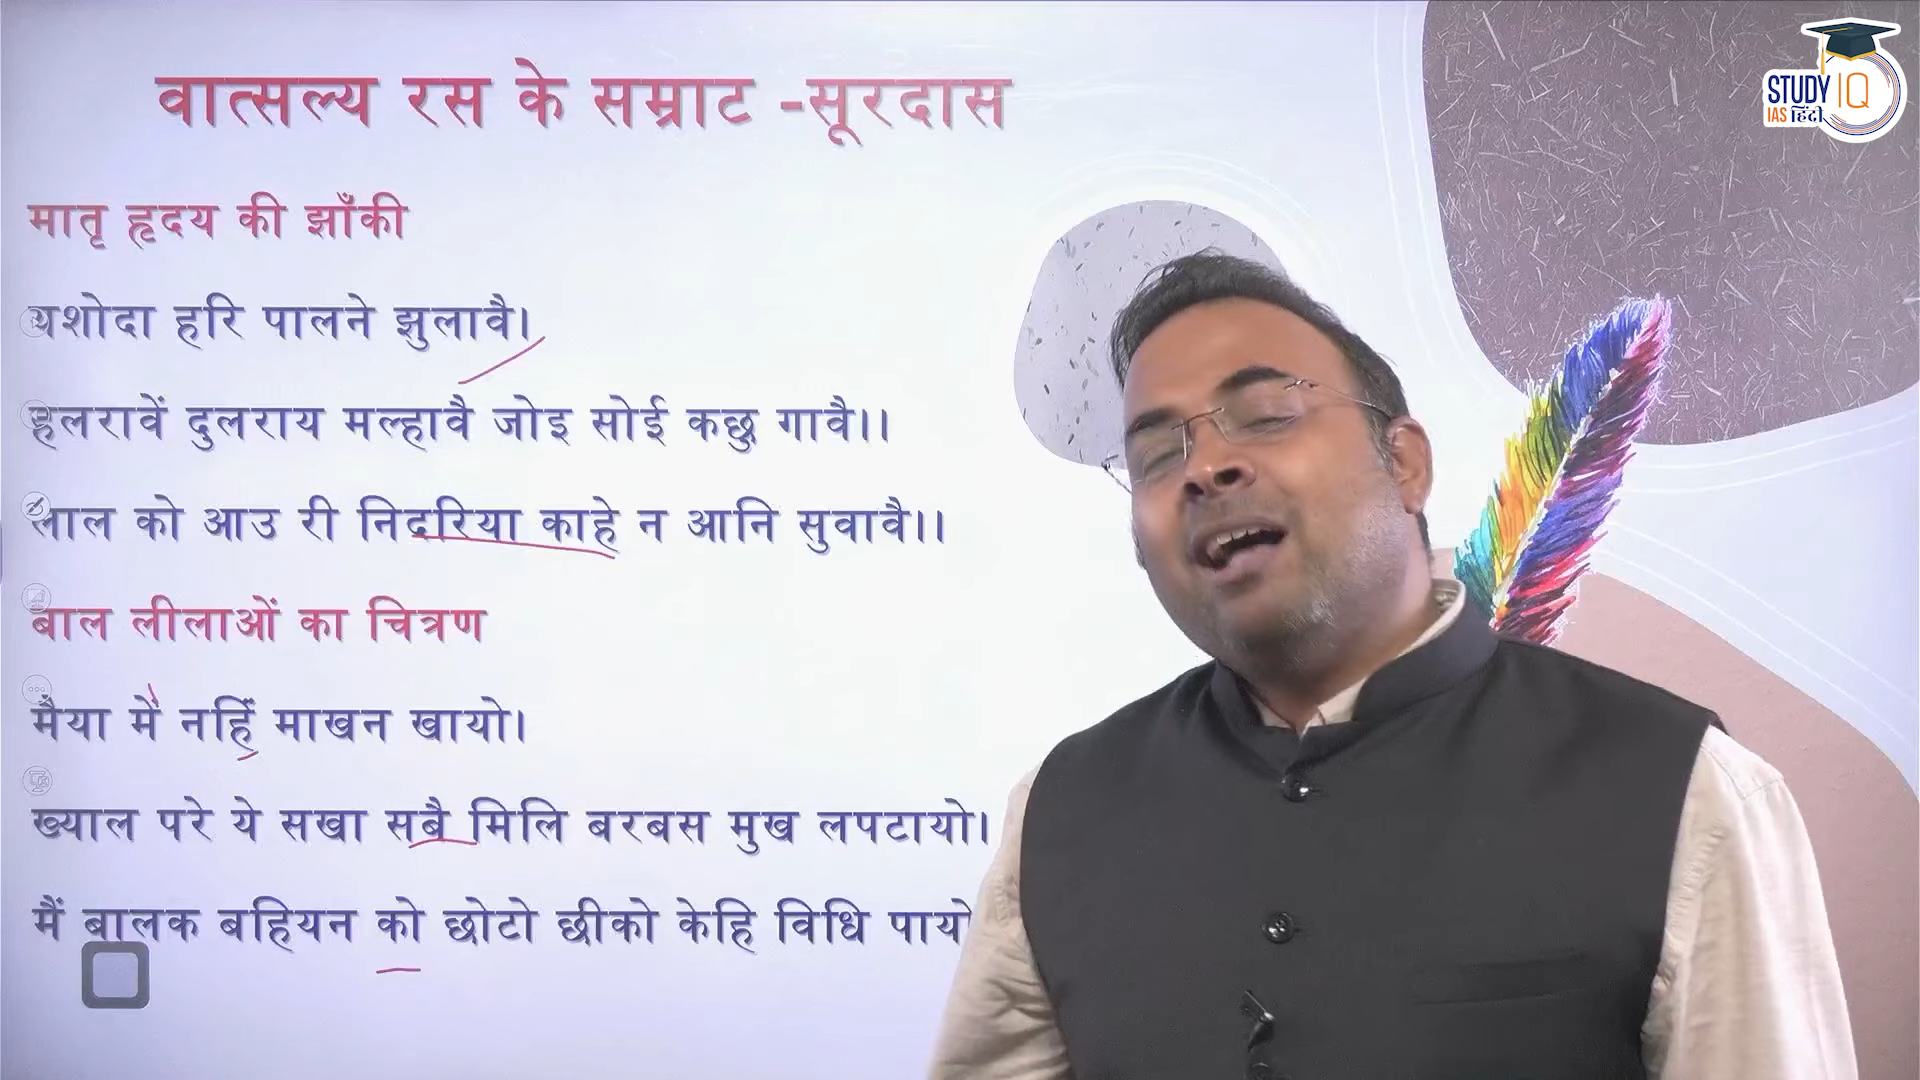 वात्सल्य रस के सम्राट -सूरदास
मातृ हृदय की झाँकी
यशोदा हरि पालने झुलावै।
हलरावें दुलराय मल्हावै जोइ सोई कछु गावै।।
लाल को आउ री निदरिया काहे न आनि सुवावै।।
बाल लीलाओं का चित्रण
मैया में नहिं माखन खायो।
ख्याल परे ये सखा सबै मिलि बरबस मुख लपटायो।
मैं बालक बहियन को छोटो छीको केहि विधि पायो
STUDY IQ
IAS हिंदी